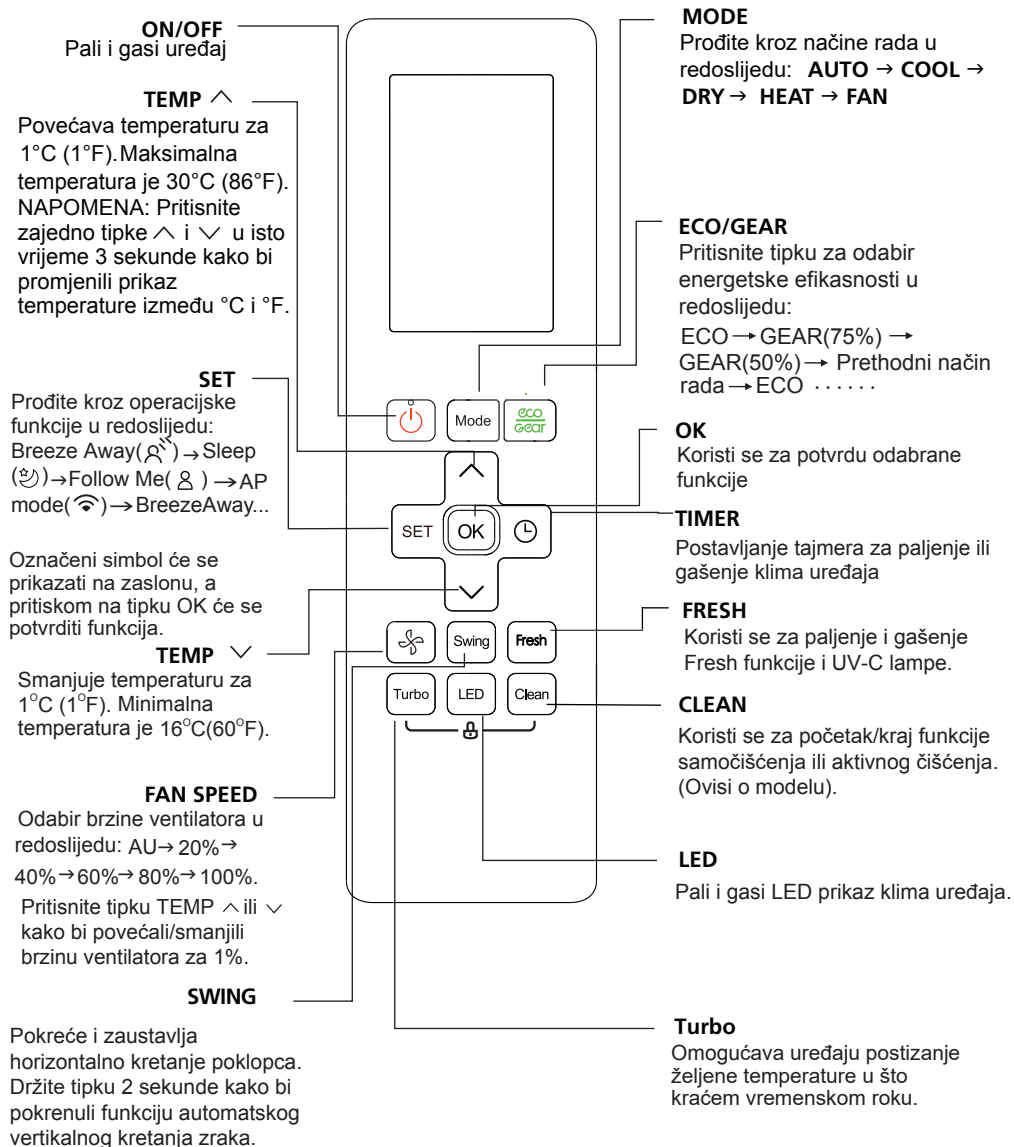 ON/OFF
Pali i gasi uređaj
TEMP ︿
Povećava temperaturu za
1°C (1°F).Maksimalna
temperatura je 30°C (86°F).
NAPOMENA: Pritisnite
zajedno tipke ︿ i ﹀ u isto
vrijeme 3 sekunde kako bi
promjenili prikaz
temperature između °C i °F.
SET
Prođite kroz operacijske
funkcije u redoslijedu:
Breeze Away( )→Sleep
( )→Follow Me( )→AP
mode( )→BreezeAway...
Označeni simbol će se
prikazati na zaslonu, a
pritiskom na tipku OK će se
potvrditi funkcija.
TEMP ﹀
Smanjuje temperaturu za
1°C (1°F). Minimalna
temperatura je 16°C(60°F).
FAN SPEED
Odabir brzine ventilatora u
redoslijedu: AU→ 20%→
40%→60%→80%→100%.
Pritisnite tipku TEMP ︿ ili ﹀
kako bi povećali/smanjili
brzinu ventilatora za 1%.
SWING
Pokreće i zaustavlja
horizontalno kretanje poklopca.
Držite tipku 2 sekunde kako bi
pokrenuli funkciju automatskog
vertikalnog kretanja zraka.
Mode
eco
Gear
SET
OK
Swing
Fresh
Turbo
LED
Clean
MODE
Prođite kroz načine rada u
redoslijedu: AUTO → COOL →
DRY → HEAT → FAN
ECO/GEAR
Pritisnite tipku za odabir
energetske efikasnosti u
redoslijedu:
ECO→GEAR(75%) →
GEAR(50%)→ Prethodni način
rada→ECO ······
OK
Koristi se za potvrdu odabrane
funkcije
TIMER
Postavljanje tajmera za paljenje ili
gašenje klima uređaja
FRESH
Koristi se za paljenje i gašenje
Fresh funkcije i UV-C lampe.
CLEAN
Koristi se za početak/kraj funkcije
samočišćenja ili aktivnog čišćenja.
(Ovisi o modelu).
LED
Pali i gasi LED prikaz klima uređaja.
Turbo
Omogućava uređaju postizanje
željene temperature u što
kraćem vremenskom roku.